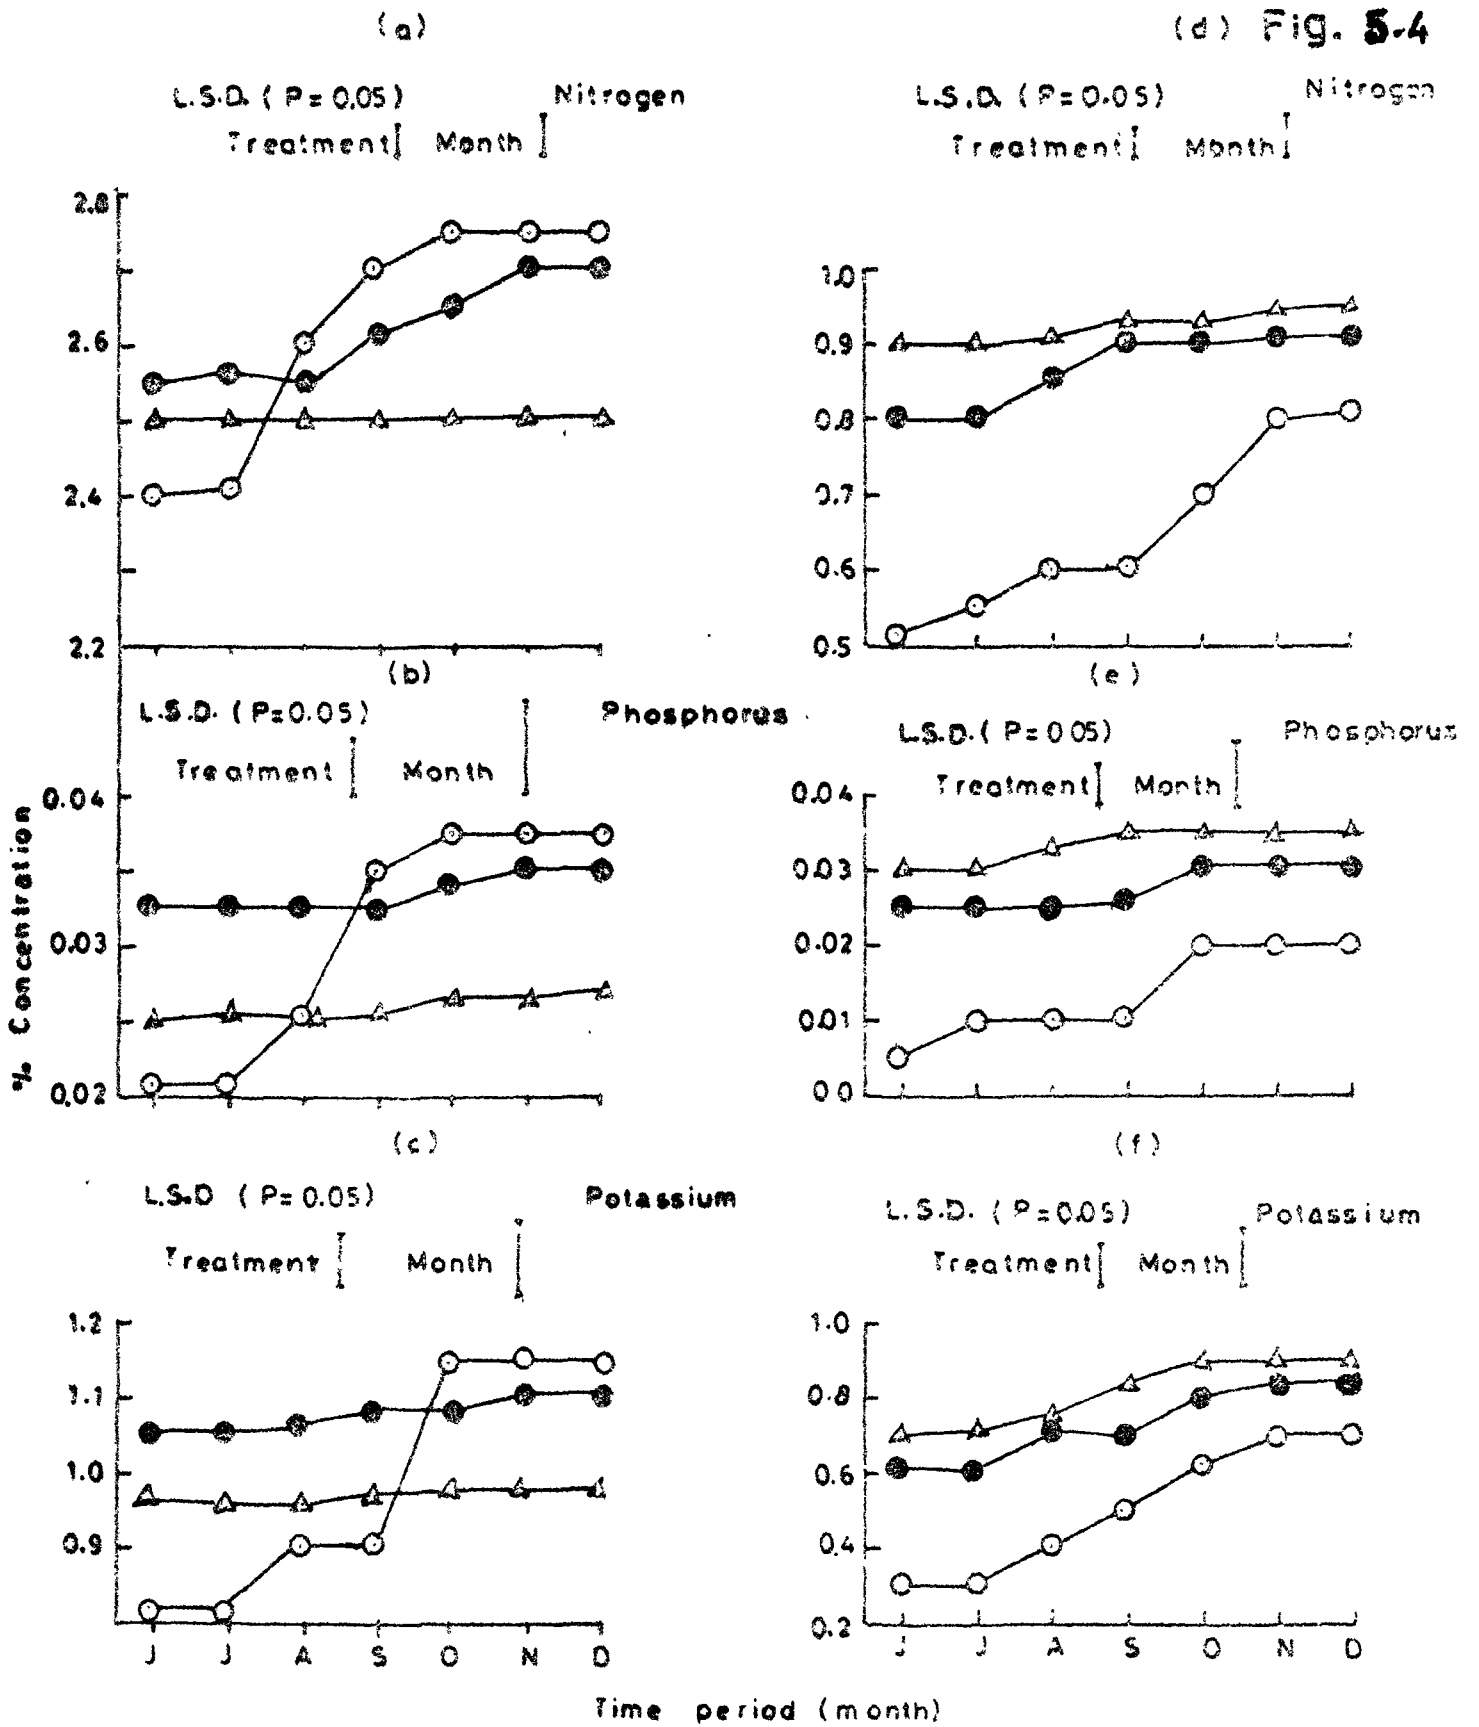 (a)
(d) Fig. 5.4
L.S.D. (P=0.05) Nitrogen
Treatment Month
L.S.D. (P=0.05) Nitrogen
Treatment Month
2.8
2.6
2.4
2.2
1.0
0.9
0.8
0.7
0.6
0.5
(b)
L.S.D. (P=0.05) Phosphorus
Treatment Month
0.04
0.03
0.02
(e)
L.S.D. (P=0 05) Phosphorus
Treatment Month
0.04
0.03
0.02
0.01
0 0
% Concentration
(c)
L.S.D (P=0.05) Potassium
Treatment Month
1.2
1.1
1.0
0.9
J J A S O N D
(f)
L.S.D. (P=0.05) Potassium
Treatment Month
1.0
0.8
0.6
0.4
0.2
J J A S O N D
Time period (month)